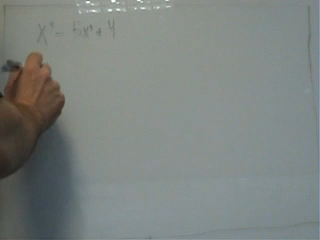 x⁴ = 5x² + 4